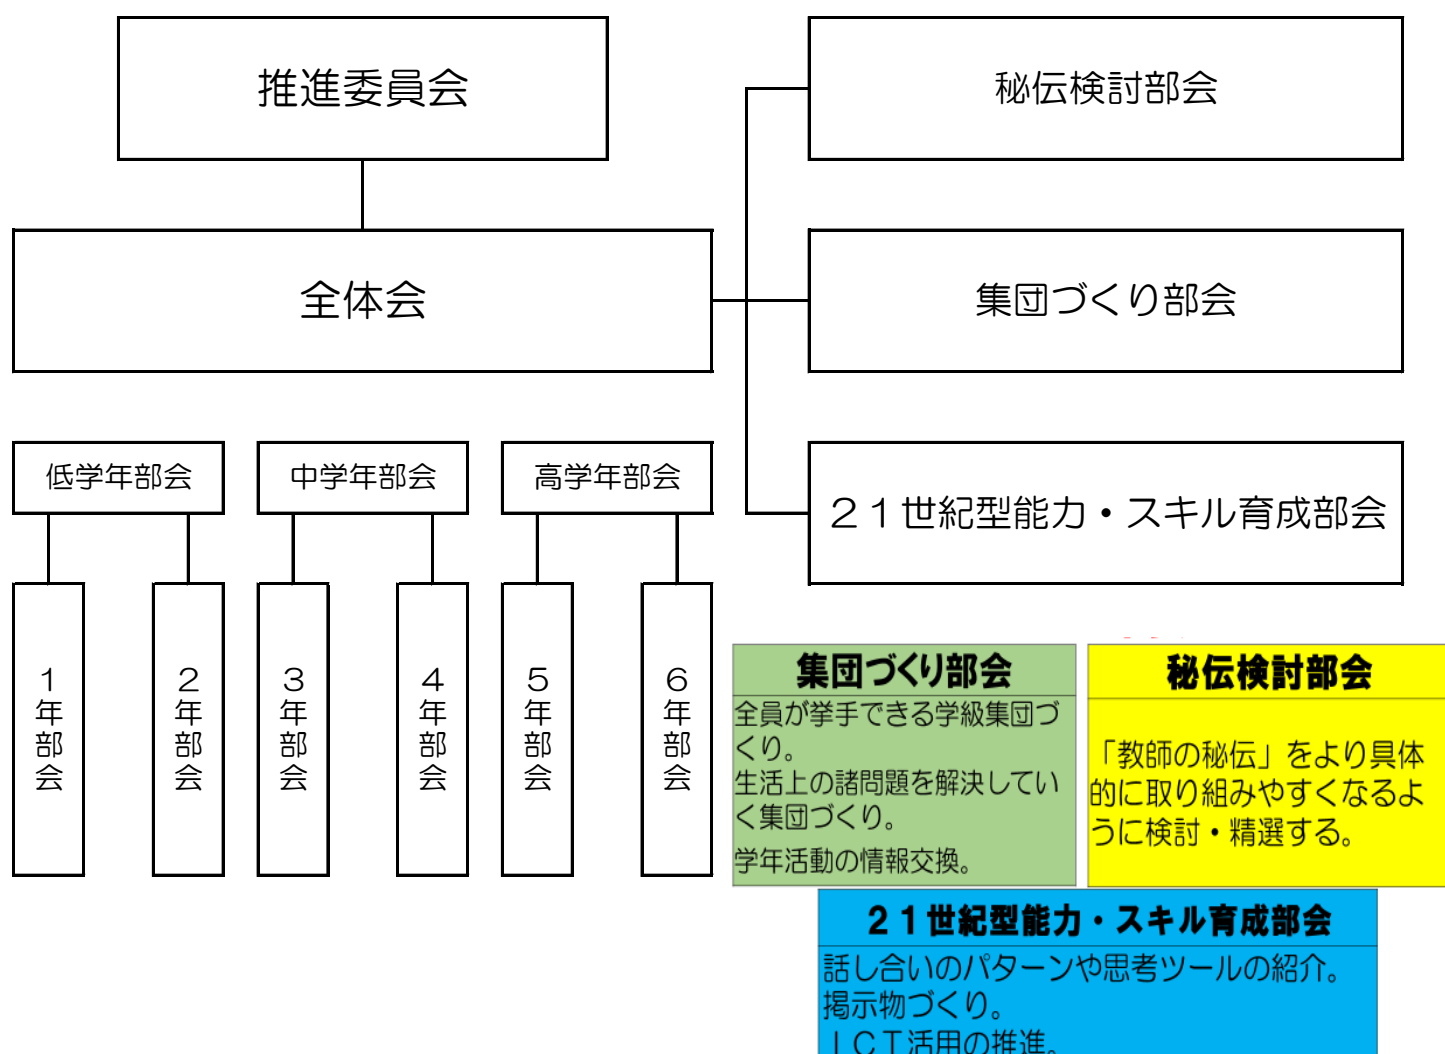 推進委員会
秘伝検討部会
全体会
集団づくり部会
低学年部会
中学年部会
高学年部会
２１世紀型能力・スキル育成部会
１年部会
２年部会
３年部会
４年部会
５年部会
６年部会
集団づくり部会
全員が挙手できる学級集団づ
くり。
生活上の諸問題を解決してい
く集団づくり。
学年活動の情報交換。
秘伝検討部会
「教師の秘伝」をより具体
的に取り組みやすくなるよ
うに検討・精選する。
２１世紀型能力・スキル育成部会
話し合いのパターンや思考ツールの紹介。
掲示物づくり。
ＩＣＴ活用の推進。